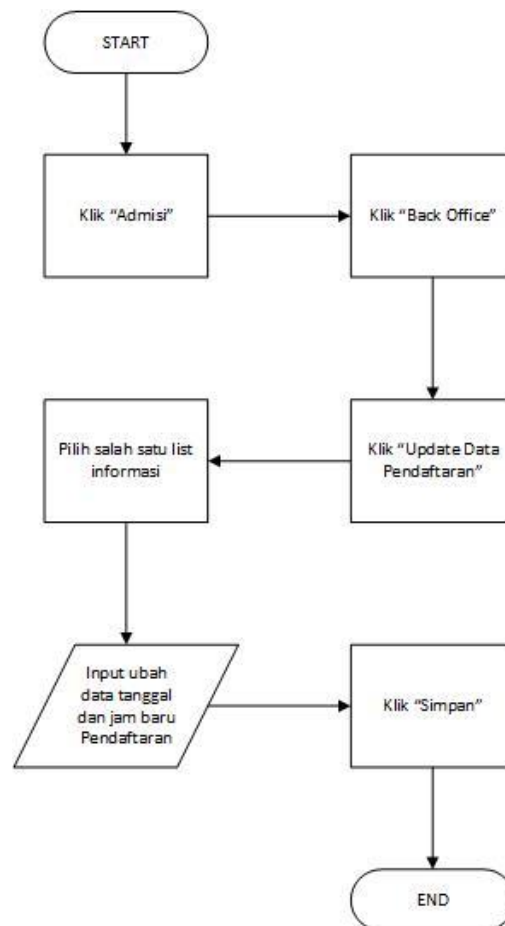 START
Klik “Admisi”
Klik “Back Office”
Klik “Update Data
Pendaftaran”
Pilih salah satu list
informasi
Input ubah
data tanggal
dan jam baru
Pendaftaran
Klik “Simpan”
END